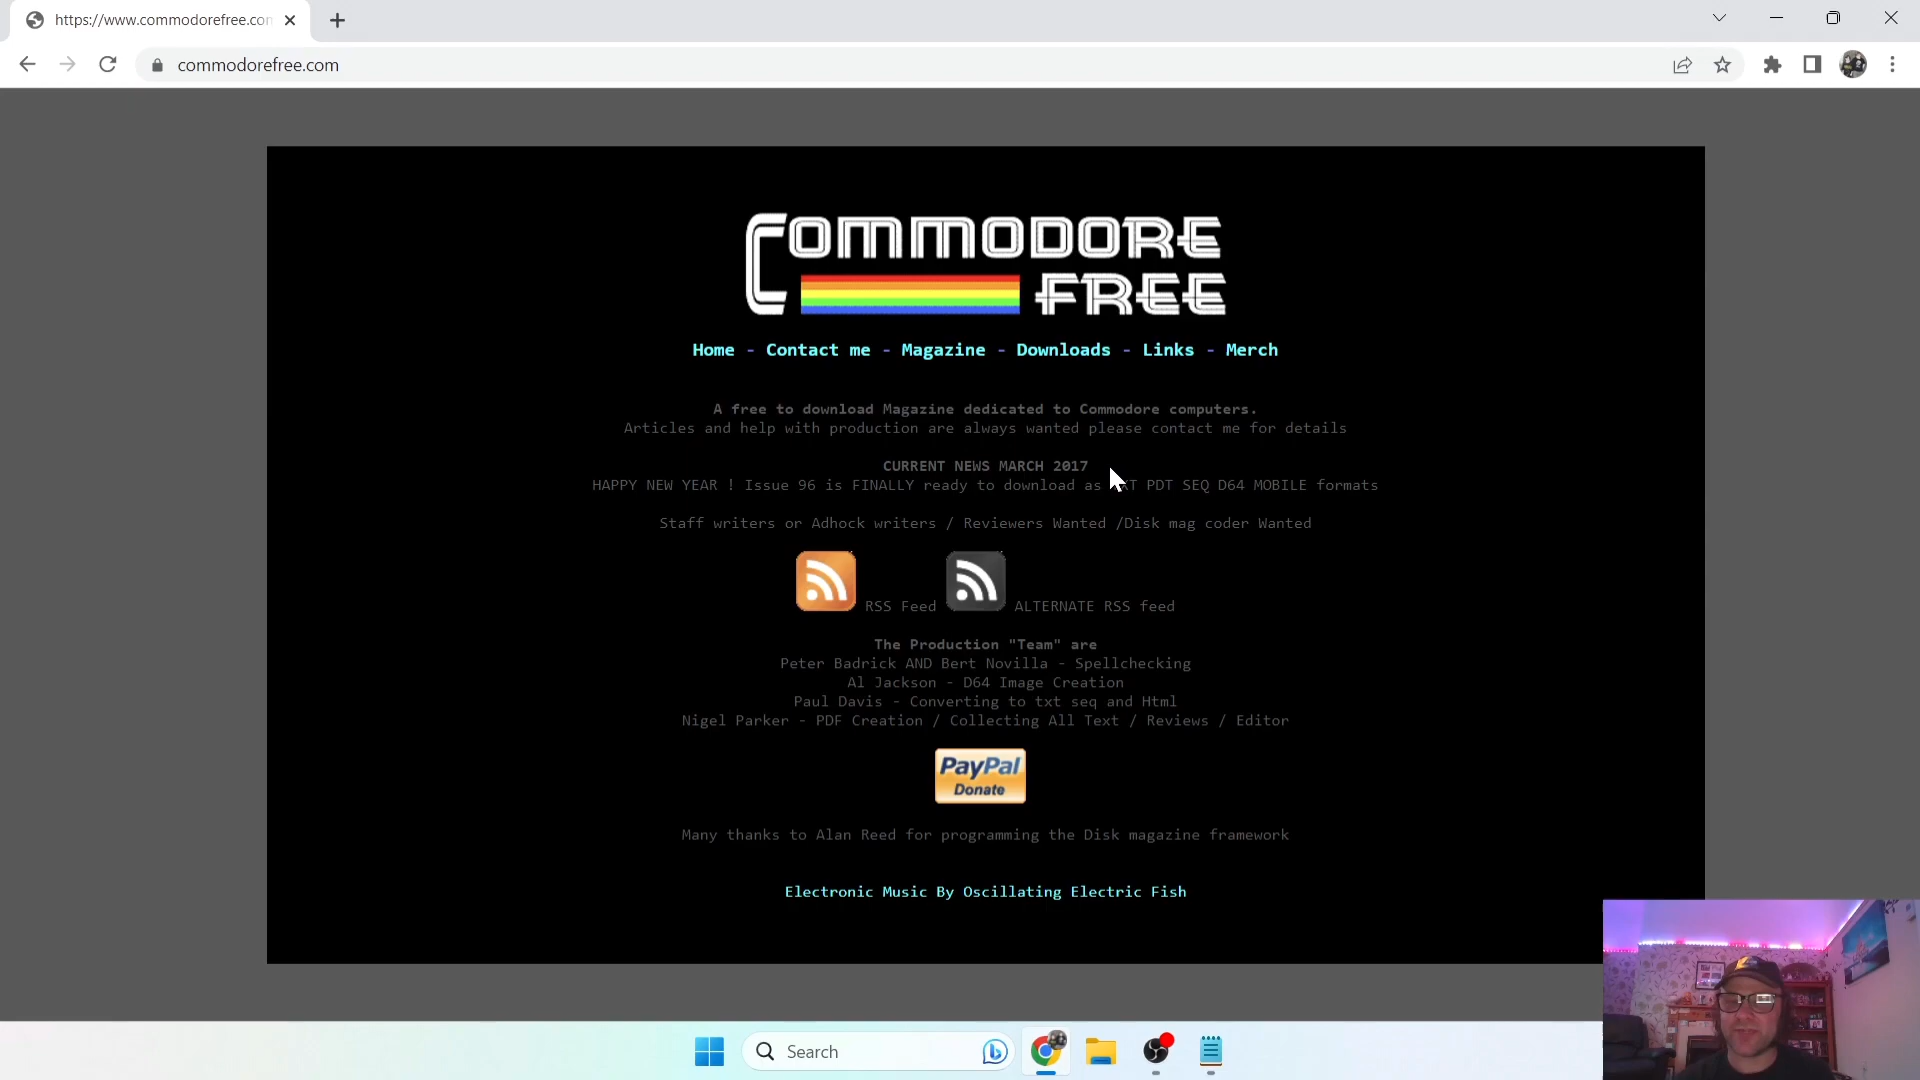 https://www.commodorefree.com
commodorefree.com
COMMODORE
FREE
Home - Contact me - Magazine - Downloads - Links - Merch
A free to download Magazine dedicated to Commodore computers.
Articles and help with production are always wanted please contact me for details
CURRENT NEWS MARCH 2017
HAPPY NEW YEAR ! Issue 96 is FINALLY ready to download as PDT SEQ D64 MOBILE formats
Staff writers or Adhock writers / Reviewers Wanted /Disk mag coder Wanted
RSS Feed ALTERNATE RSS feed
The Production "Team" are
Peter Badrick AND Bert Novilla - Spellchecking
Al Jackson - D64 Image Creation
Paul Davis - Converting to txt seq and Html
Nigel Parker - PDF Creation / Collecting All Text / Reviews / Editor
PayPal
Donate
Many thanks to Alan Reed for programming the Disk magazine framework
Electronic Music By Oscillating Electric Fish
Search